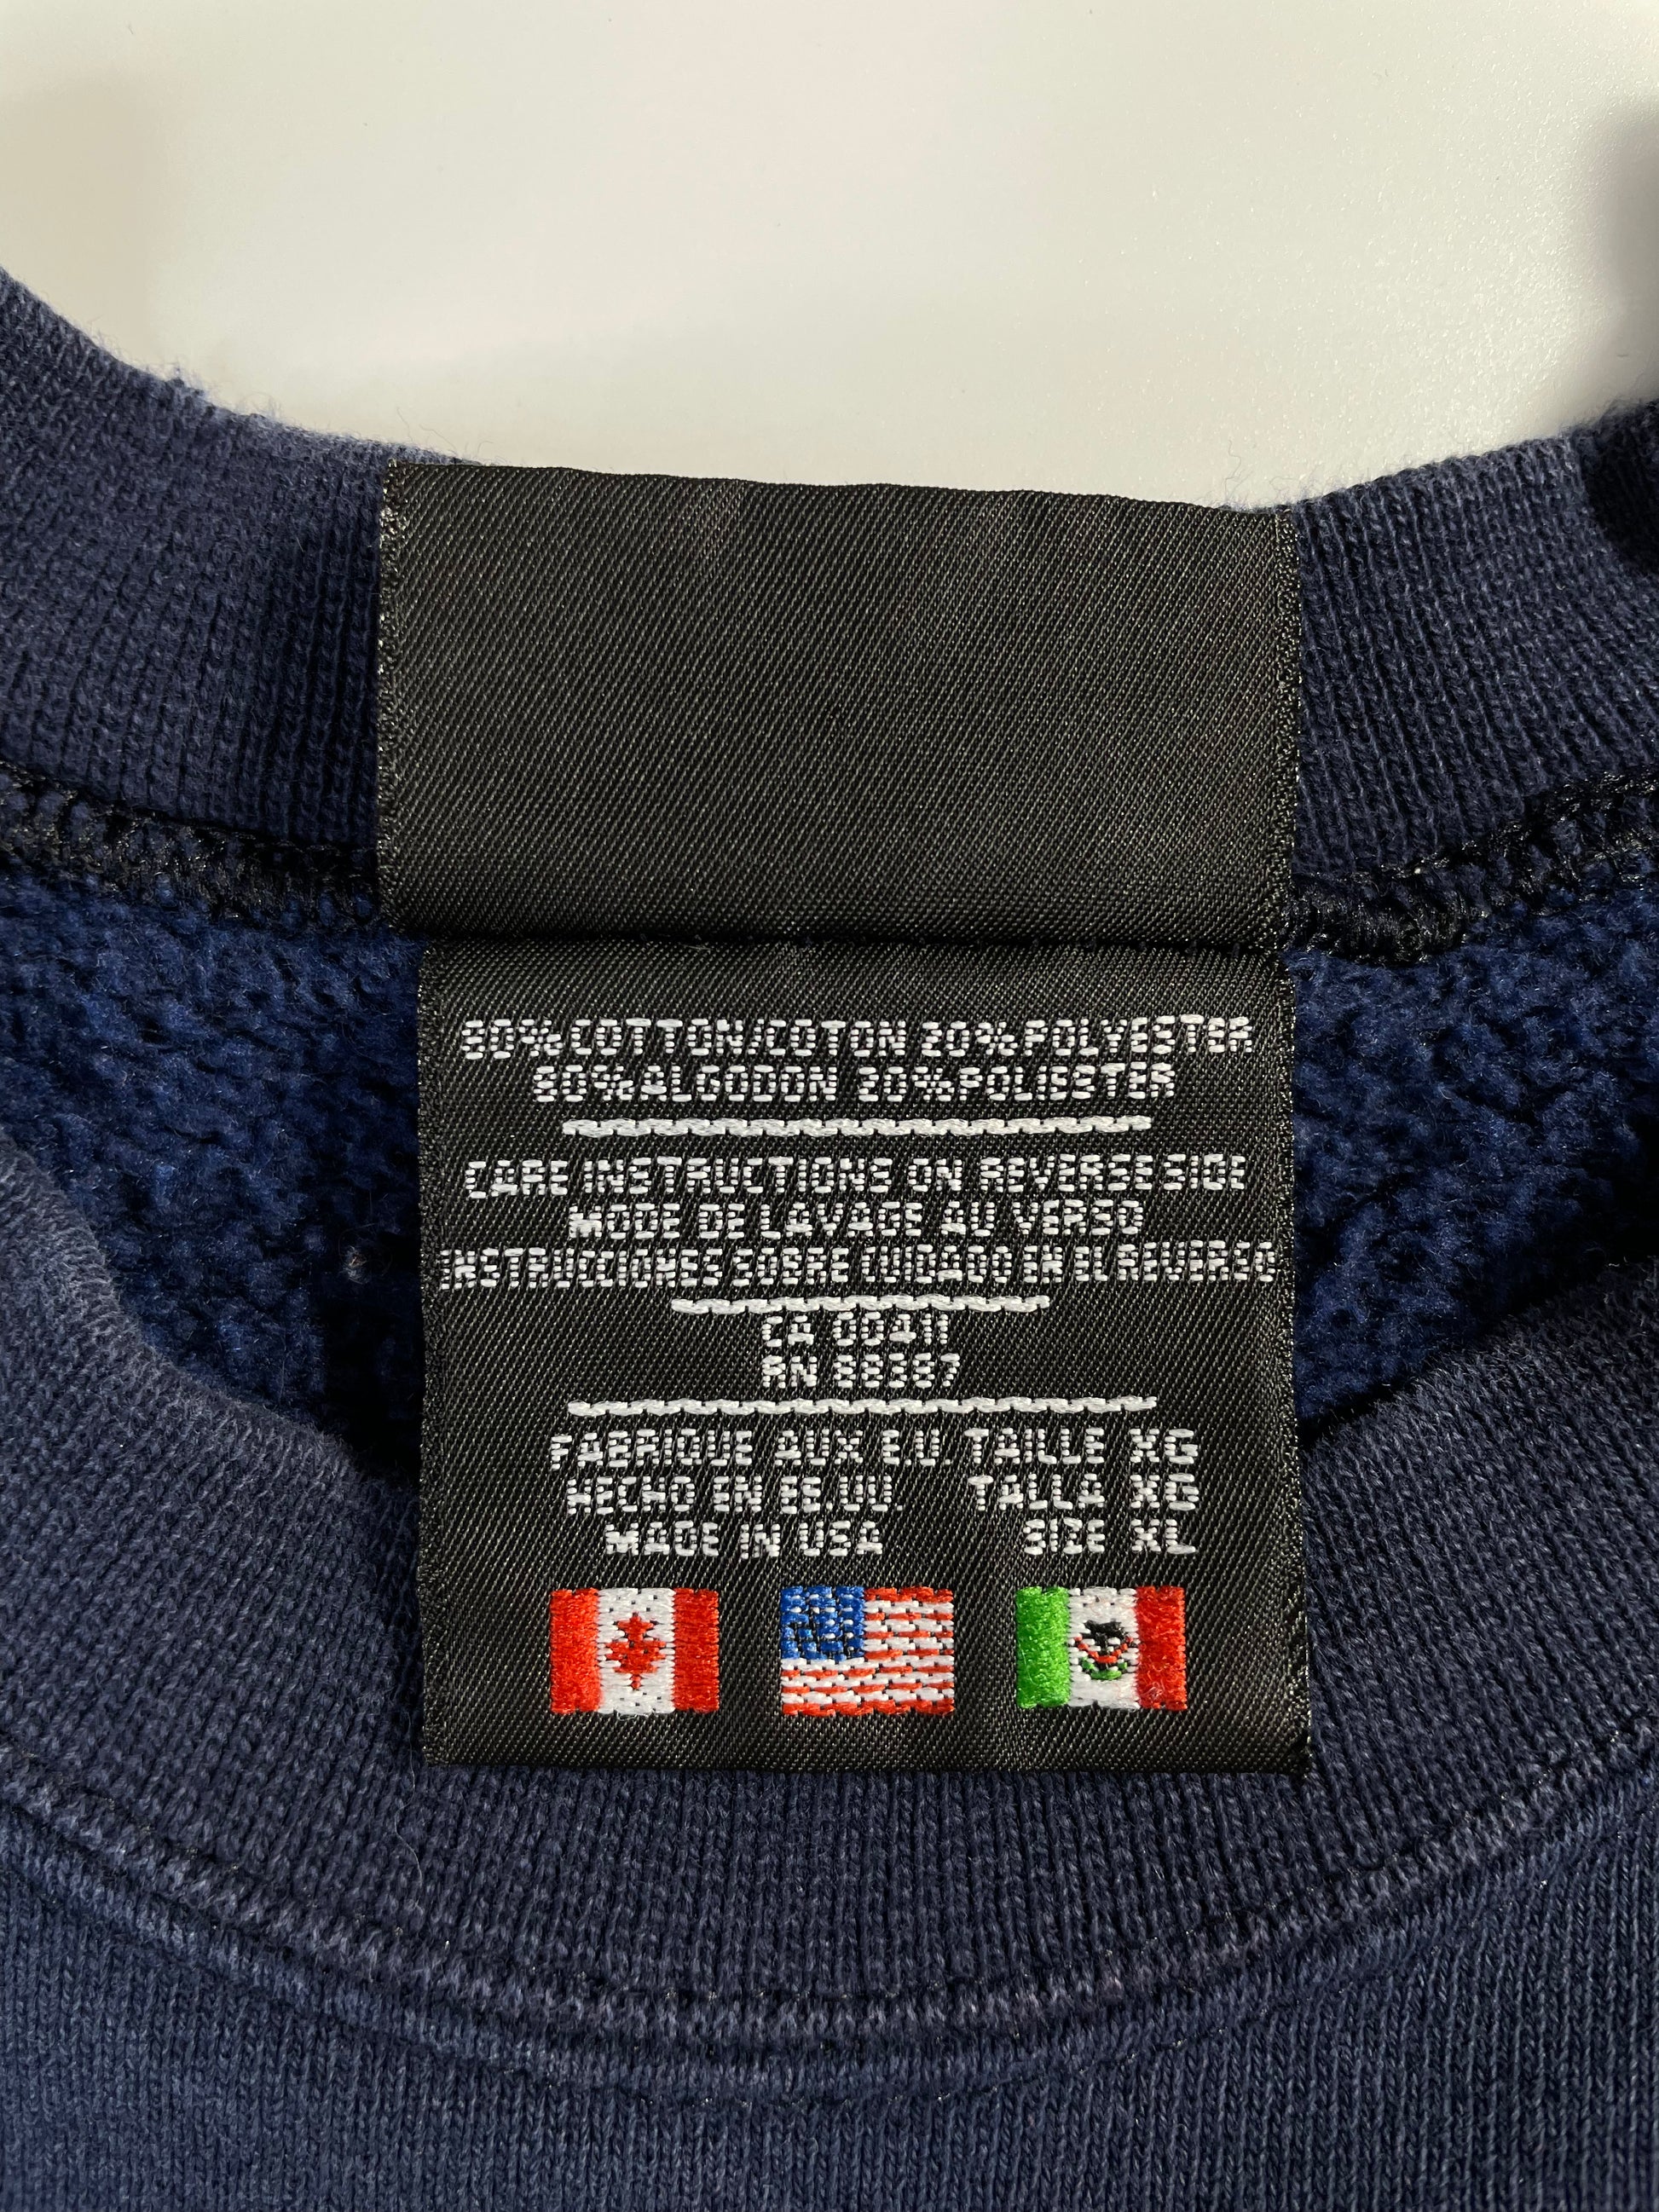 80% COTTON/COTON 20% POLYESTER
80% ALGODON 20% POLIESTER
CARE INSTRUCTIONS ON REVERSE SIDE
MODE DE LAVAGE AU VERSO
INSTRUCCIONES SOBRE CUIDADO EN EL REVERSO
CA 00411
RN 88387
FABRIQUE AUX E.U. TAILLE XG
HECHO EN EE.UU. TALLA XG
MADE IN USA SIZE XL